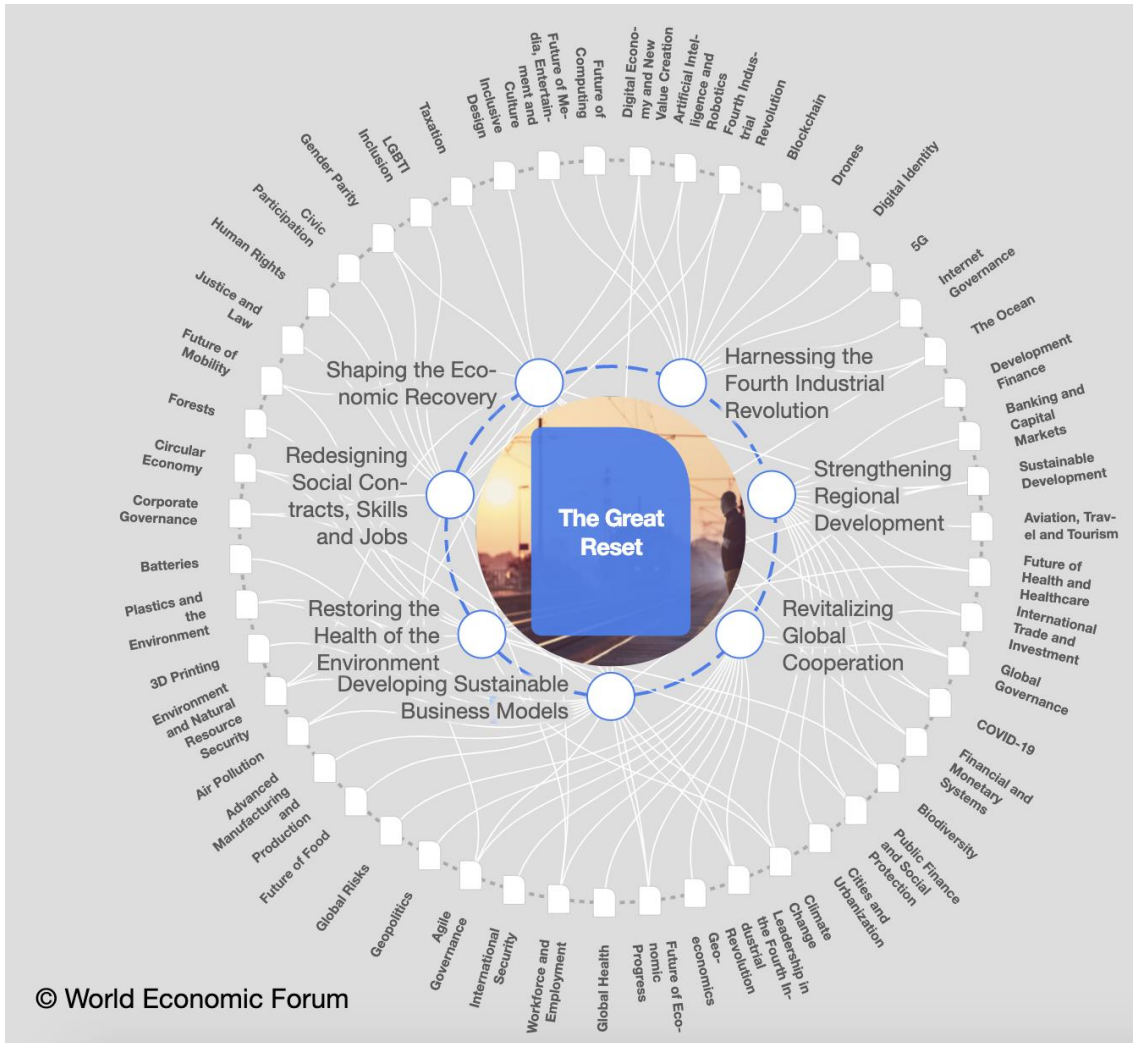 The Great
Reset
Harnessing the
Fourth Industrial
Revolution
Strengthening
Regional
Development
Revitalizing
Global
Cooperation
Developing Sustainable
Business Models
Restoring the
Health of the
Environment
Redesigning
Social Con-
tracts, Skills
and Jobs
Shaping the Eco-
nomic Recovery
Digital Econo-
my and New
Value Creation
Artificial Intel-
ligence and
Robotics
Fourth Indus-
trial
Revolution
Blockchain
Drones
Digital Identity
5G
Internet
Governance
The Ocean
Development
Finance
Banking and
Capital
Markets
Sustainable
Development
Aviation, Trav-
el and Tourism
Future of
Health and
Healthcare
International
Trade and
Investment
Global
Governance
COVID-19
Financial and
Monetary
Systems
Biodiversity
Public Finance
and Social
Protection
Cities and
Urbanization
Climate
Change
Leadership in
the Fourth In-
dustrial
Revolution
Geo-
economics
Future of Eco-
nomic
Progress
Global Health
Workforce and
Employment
International
Security
Agile
Governance
Geopolitics
Global Risks
Future of Food
Advanced
Manufacturing
and
Production
Air Pollution
Environment
and Natural
Resource
Security
3D Printing
Plastics and
the
Environment
Batteries
Corporate
Governance
Circular
Economy
Forests
Future of
Mobility
Justice and
Law
Human Rights
Civic
Participation
Gender Parity
LGBTI
Inclusion
Taxation
Inclusive
Design
Future of Me-
dia, Entertain-
ment and
Culture
Future of
Computing
© World Economic Forum